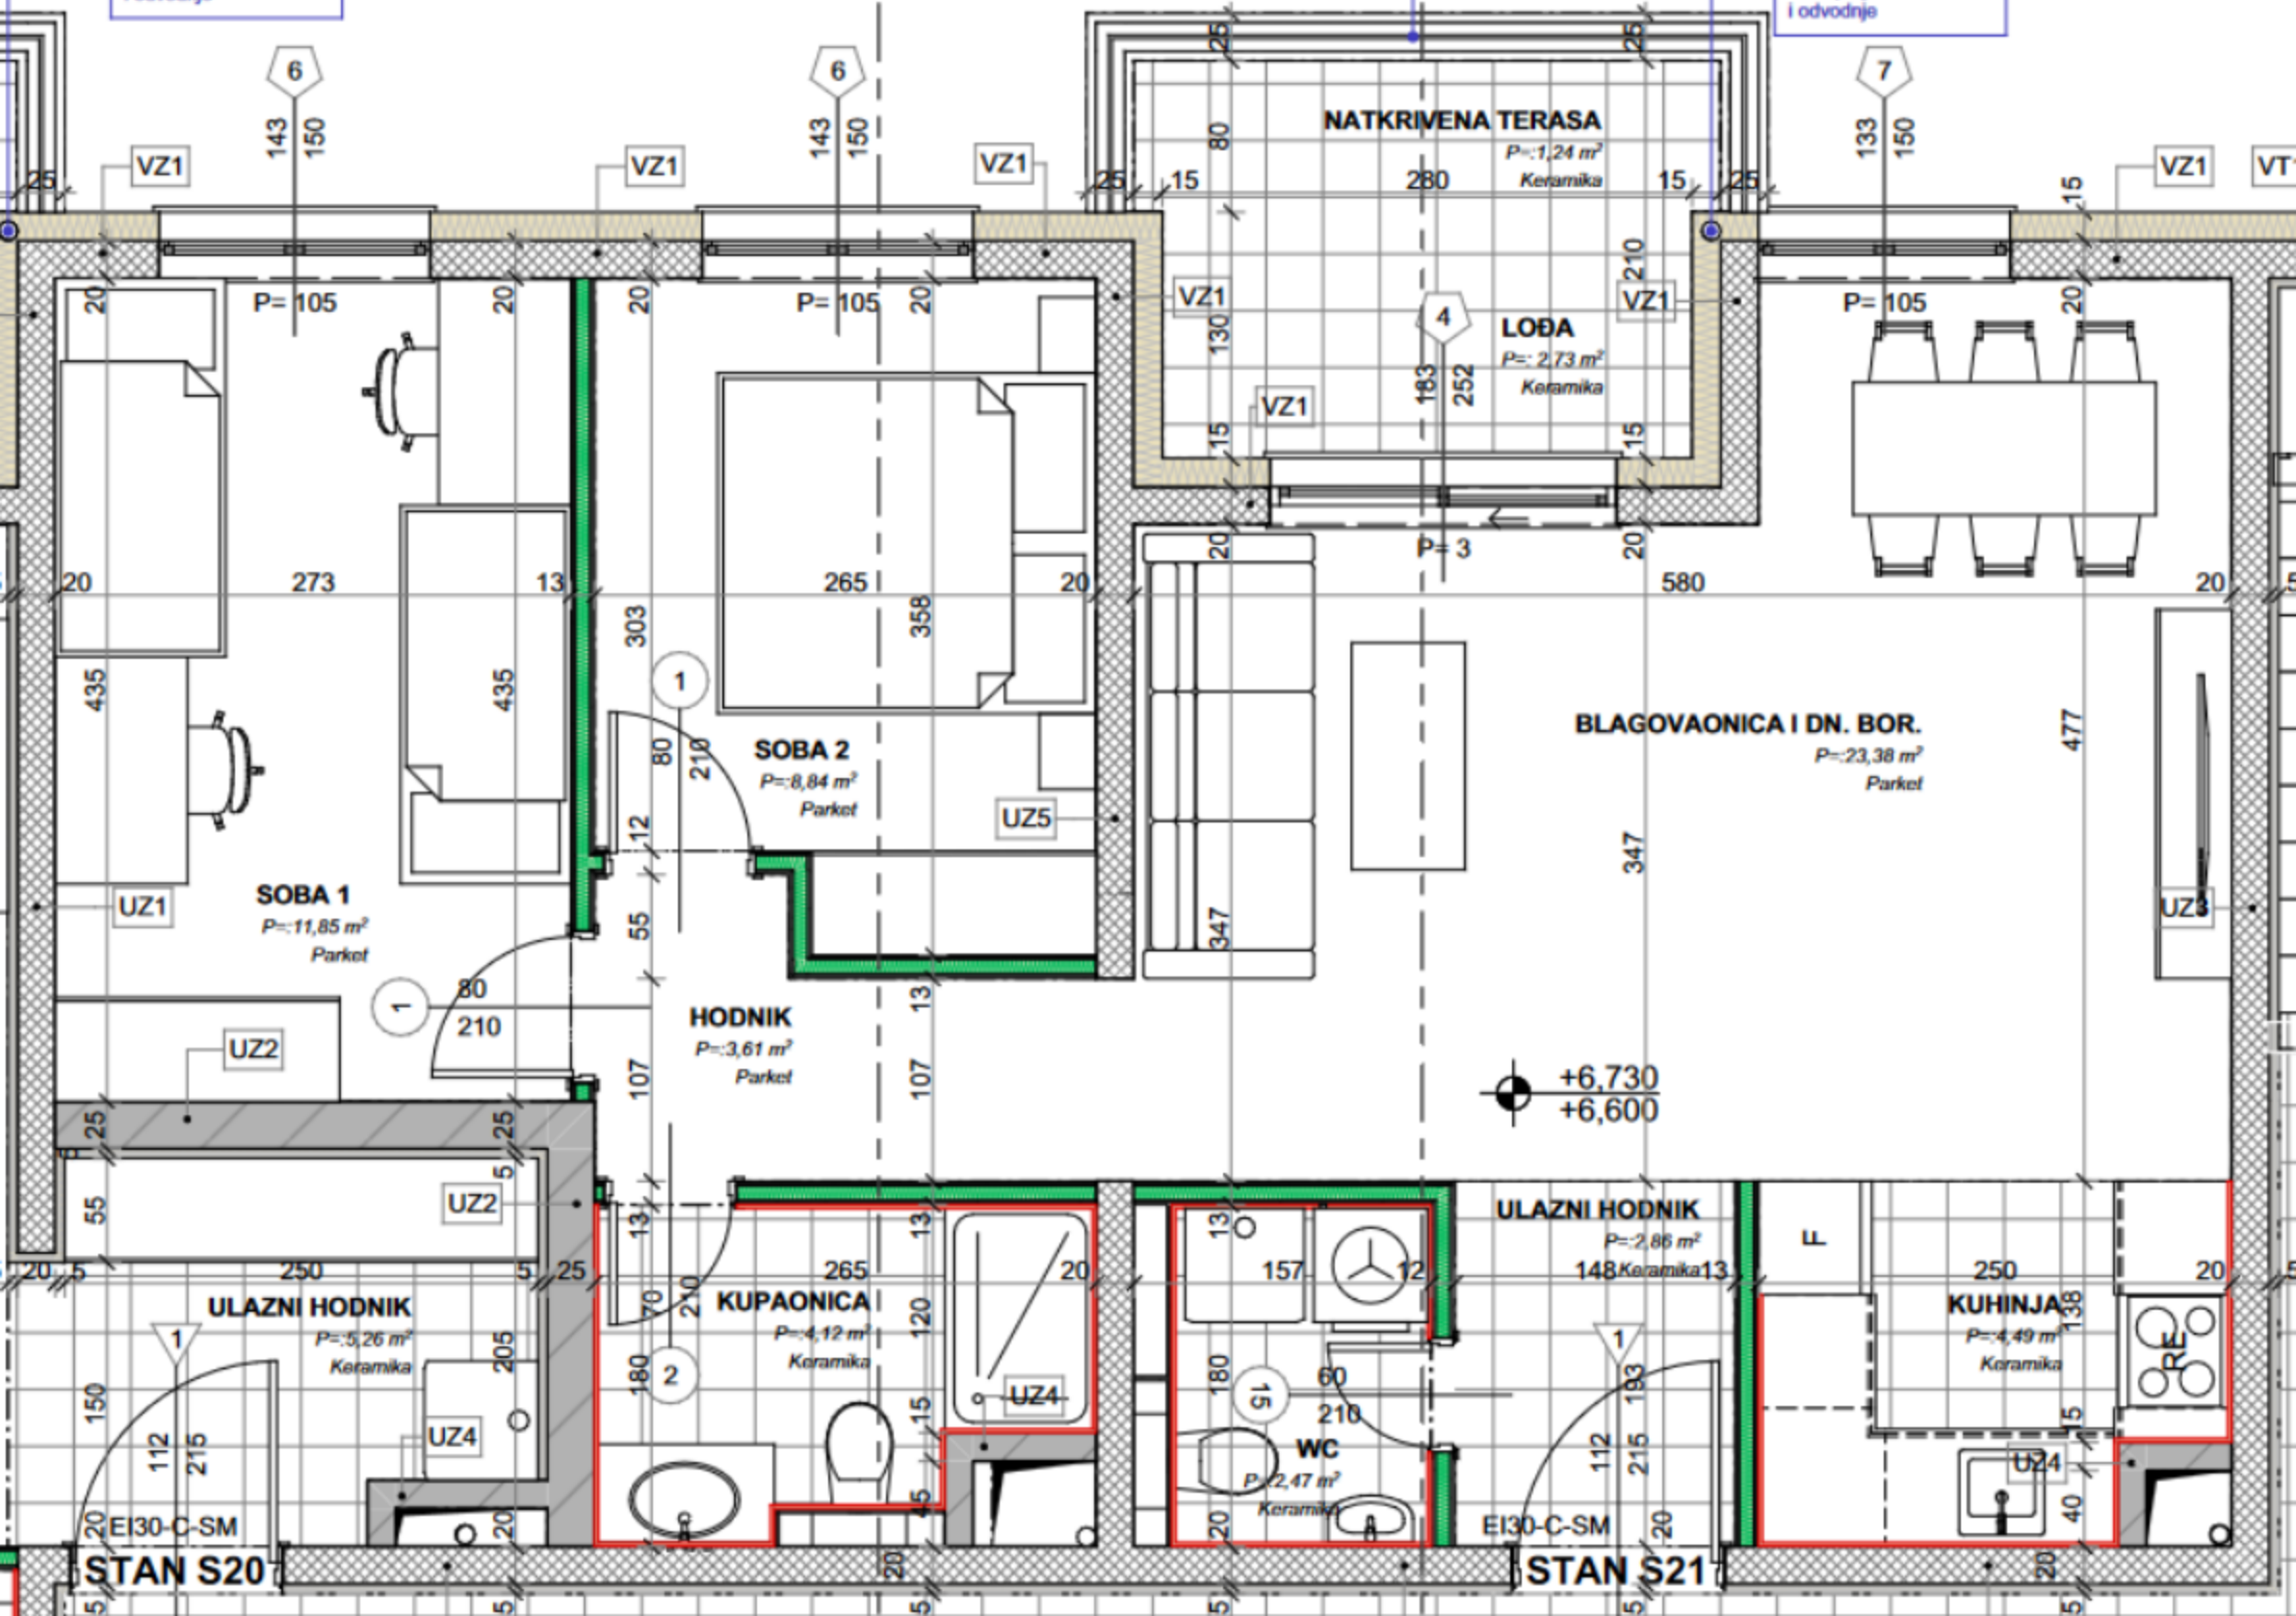 i odvodnje
6
6
7
143
150
143
150
133
150
VZ1
VZ1
VZ1
VZ1
25
25
25
80
NATKRIVENA TERASA
P=:1,24 m²
Keramika
25
15
280
15
25
15
P= 105
P= 105
P= 105
20
20
20
20
20
VZ1
VZ1
210
130
4
LOĐA
P=: 2,73 m²
Keramika
183
252
VZ1
15
15
20
20
P= 3
20
273
13
265
20
580
20
303
358
435
435
1
80
210
12
SOBA 2
P=:8,84 m²
Parket
UZ5
BLAGOVAONICA I DN. BOR.
P=:23,38 m²
Parket
477
347
347
UZ1
SOBA 1
P=:11,85 m²
Parket
55
UZ3
1
80
210
13
HODNIK
P=:3,61 m²
Parket
UZ2
107
107
+6,730
+6,600
25
25
5
UZ2
55
13
13
13
ULAZNI HODNIK
P=:2,86 m²
Keramika
F
20
5
250
5
25
265
20
157
12
148
13
250
20
ULAZNI HODNIK
P=:5,26 m²
Keramika
70
210
KUPAONICA
P=:4,12 m²
Keramika
120
KUHINJA
P=:4,49 m²
Keramika
138
RE
1
205
180
2
UZ4
180
15
60
210
1
193
150
112
215
UZ4
15
WC
P=:2,47 m²
Keramika
112
215
15
UZ4
45
40
20
EI30-C-SM
20
20
EI30-C-SM
20
STAN S20
20
STAN S21
20
5
5
5
5
5
5